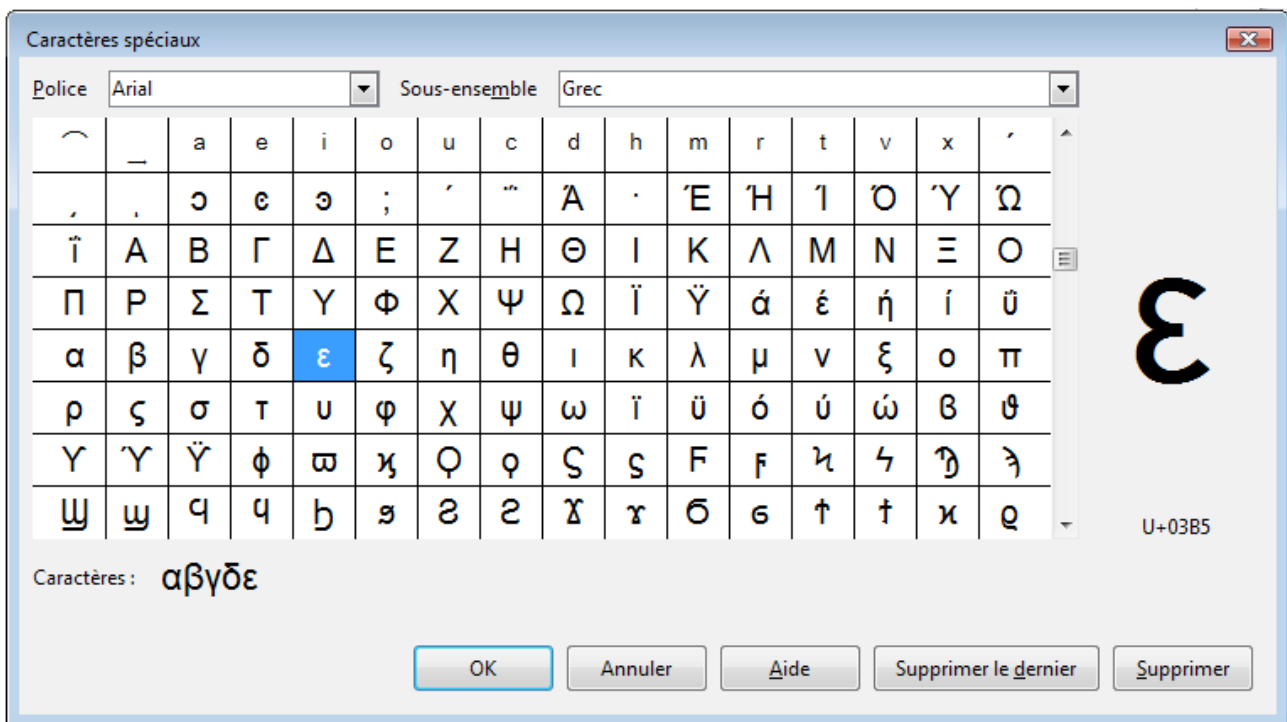 Caractères spéciaux
Police Arial Sous-ensemble Grec
͡ ͢ ͣ ͤ ͥ ͦ ͧ ͨ ͩ ͪ ͫ ͬ ͭ ͮ ͯ ʹ
͵ ͺ ͻ ͼ ͽ ; ΄ ΅ Ά · Έ Ή Ί Ό Ύ Ώ
ΐ Α Β Γ Δ Ε Ζ Η Θ Ι Κ Λ Μ Ν Ξ Ο
Π Ρ Σ Τ Υ Φ Χ Ψ Ω Ϊ Ϋ ά έ ή ί ΰ
α β γ δ ε ζ η θ ι κ λ μ ν ξ ο π
ρ ς σ τ υ φ χ ψ ω ϊ ϋ ό ύ ώ ϐ ϑ
ϒ ϓ ϔ ϕ ϖ ϗ Ϙ ϙ Ϛ ϛ Ϝ ϝ Ϟ ϟ Ϡ ϡ
Ϣ ϣ Ϥ ϥ Ϧ ϧ Ϩ ϩ Ϫ ϫ Ϭ ϭ Ϯ ϯ ϰ ϱ
ε
U+03B5
Caractères : αβγδε
OK Annuler Aide Supprimer le dernier Supprimer